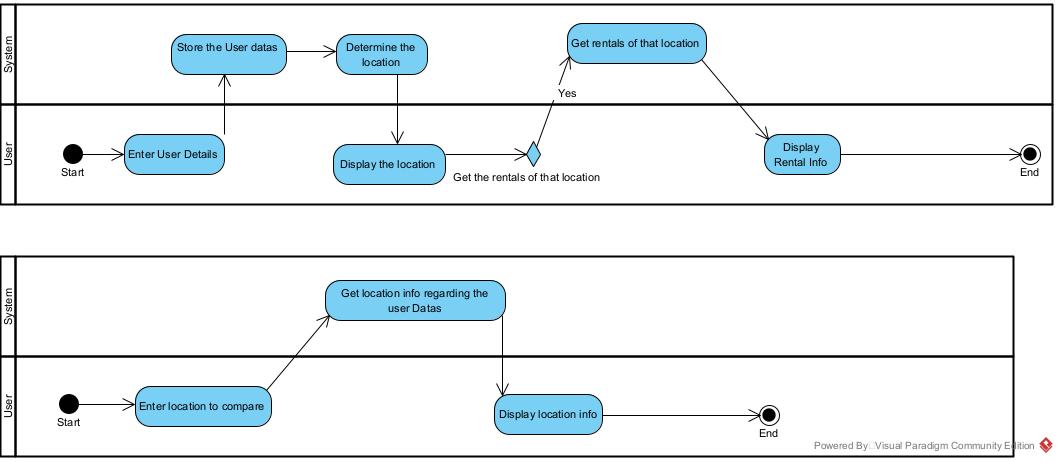 System
Store the User datas
Determine the
location
Get rentals of that location
Yes
User
Start
Enter User Details
Display the location
Get the rentals of that location
Display
Rental Info
End
System
Get location info regarding the
user Datas
User
Start
Enter location to compare
Display location info
End
Powered By Visual Paradigm Community Edition